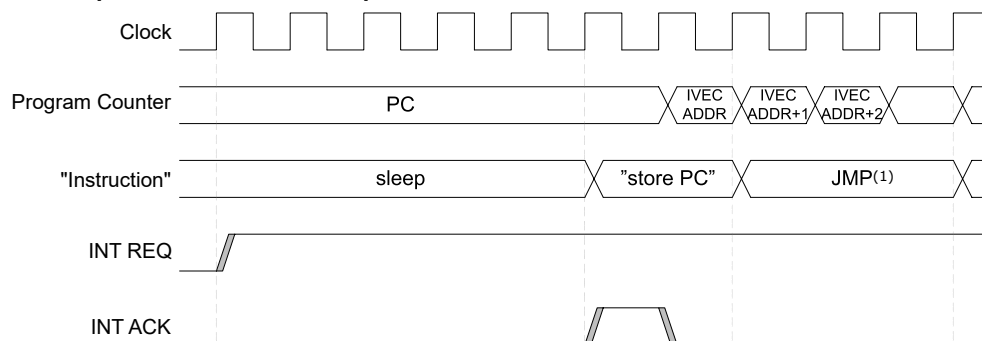 Clock
Program Counter
PC
IVEC
ADDR
IVEC
ADDR+1
IVEC
ADDR+2
"Instruction"
sleep
"store PC"
JMP(1)
INT REQ
INT ACK